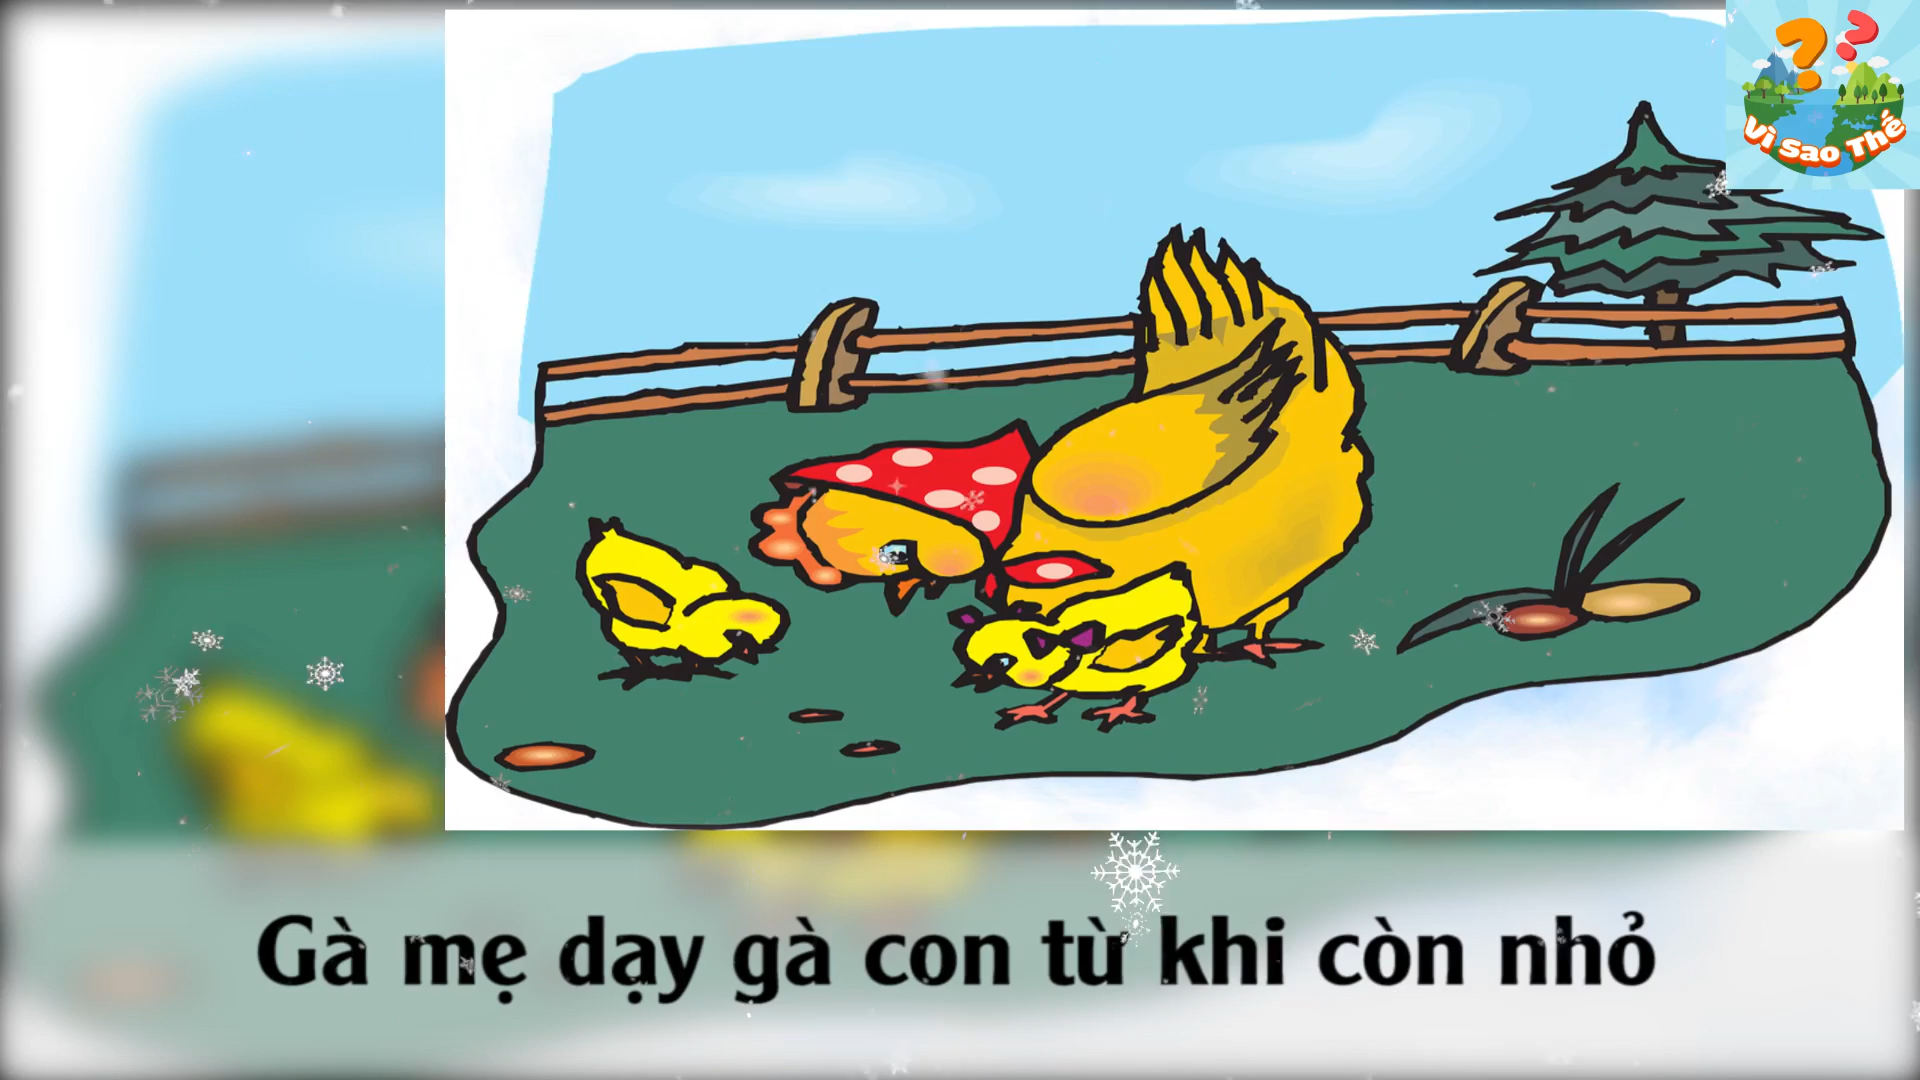 ??
Vì Sao Thế
Gà mẹ dạy gà con từ khi còn nhỏ